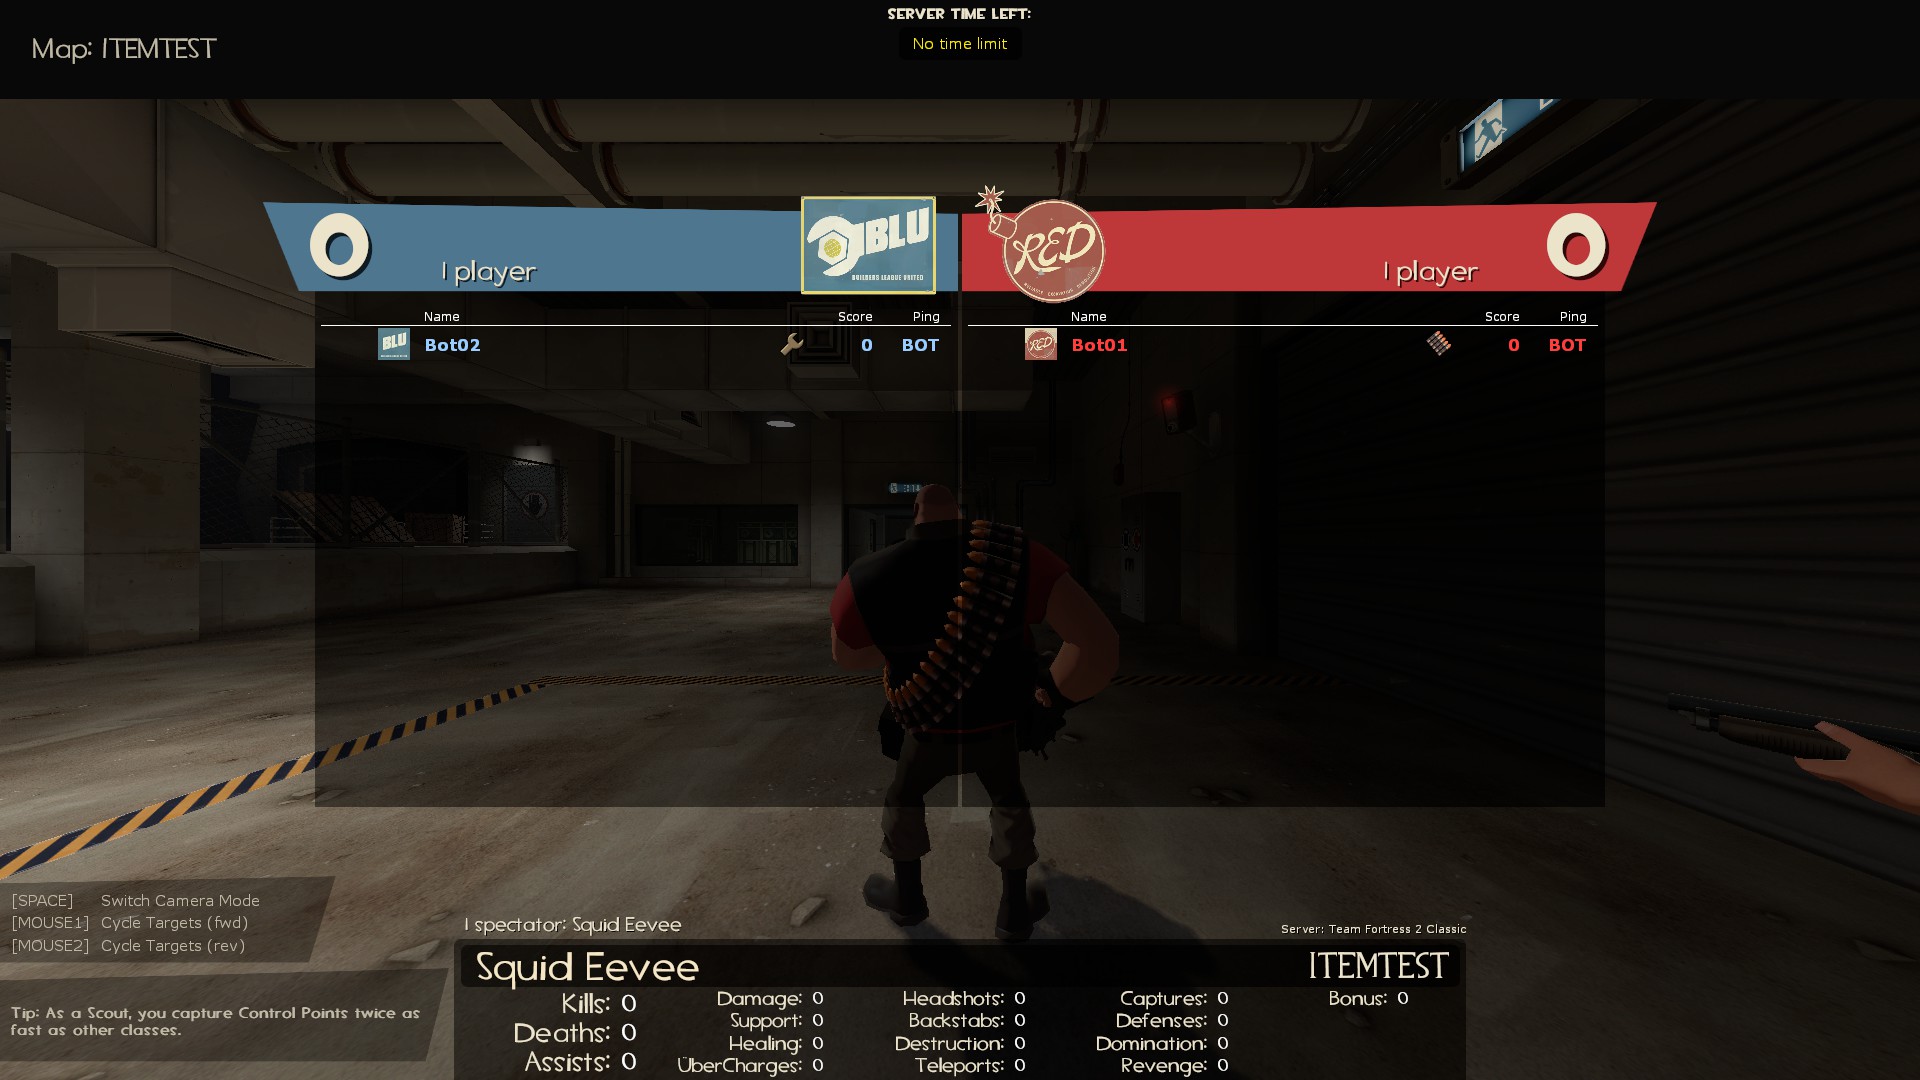 SERVER TIME LEFT:
No time limit
Map: ITEMTEST
0
1 player
BLU
BUILDERS LEAGUE UNITED
RED
1 player
0
Name Score Ping
BLU Bot02 0 BOT
Name Score Ping
RED Bot01 0 BOT
[SPACE] Switch Camera Mode
[MOUSE1] Cycle Targets (fwd)
[MOUSE2] Cycle Targets (rev)
Tip: As a Scout, you capture Control Points twice as
fast as other classes.
1 spectator: Squid Eevee
Server: Team Fortress 2 Classic
Squid Eevee
ITEMTEST
Kills: 0
Deaths: 0
Assists: 0
Damage: 0
Support: 0
Healing: 0
ÜberCharges: 0
Headshots: 0
Backstabs: 0
Destruction: 0
Teleports: 0
Captures: 0
Defenses: 0
Domination: 0
Revenge: 0
Bonus: 0